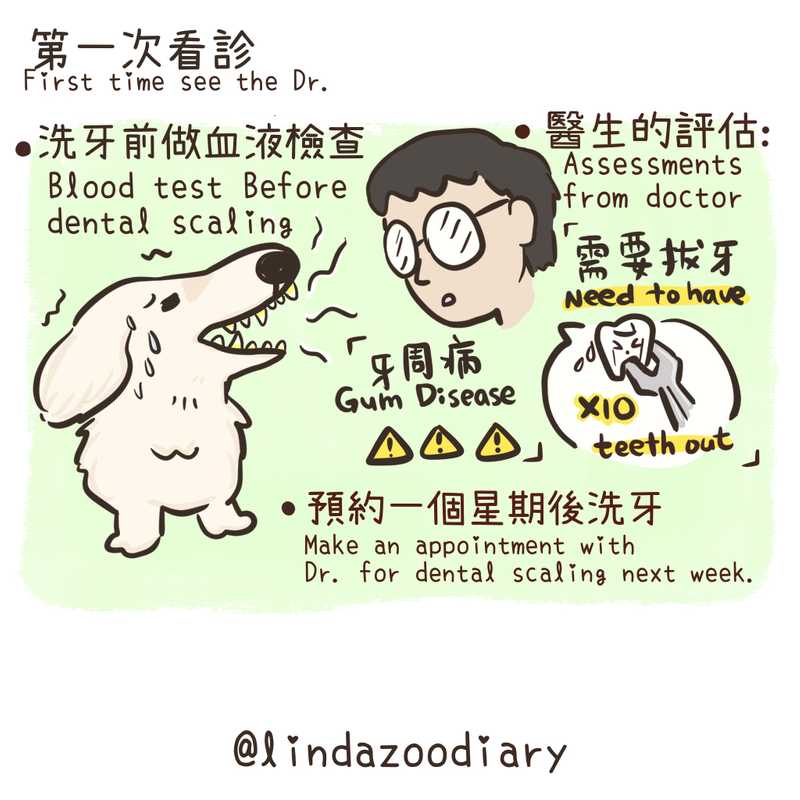 第一次看診
First time see the Dr.
•洗牙前做血液檢查
Blood test Before
dental scaling
•醫生的評估:
Assessments
from doctor
「需要拔牙
Need to have
X10
teeth out」
「牙周病
Gum Disease
!!!」
•預約一個星期後洗牙
Make an appointment with
Dr. for dental scaling next week.
@lindazoodiary